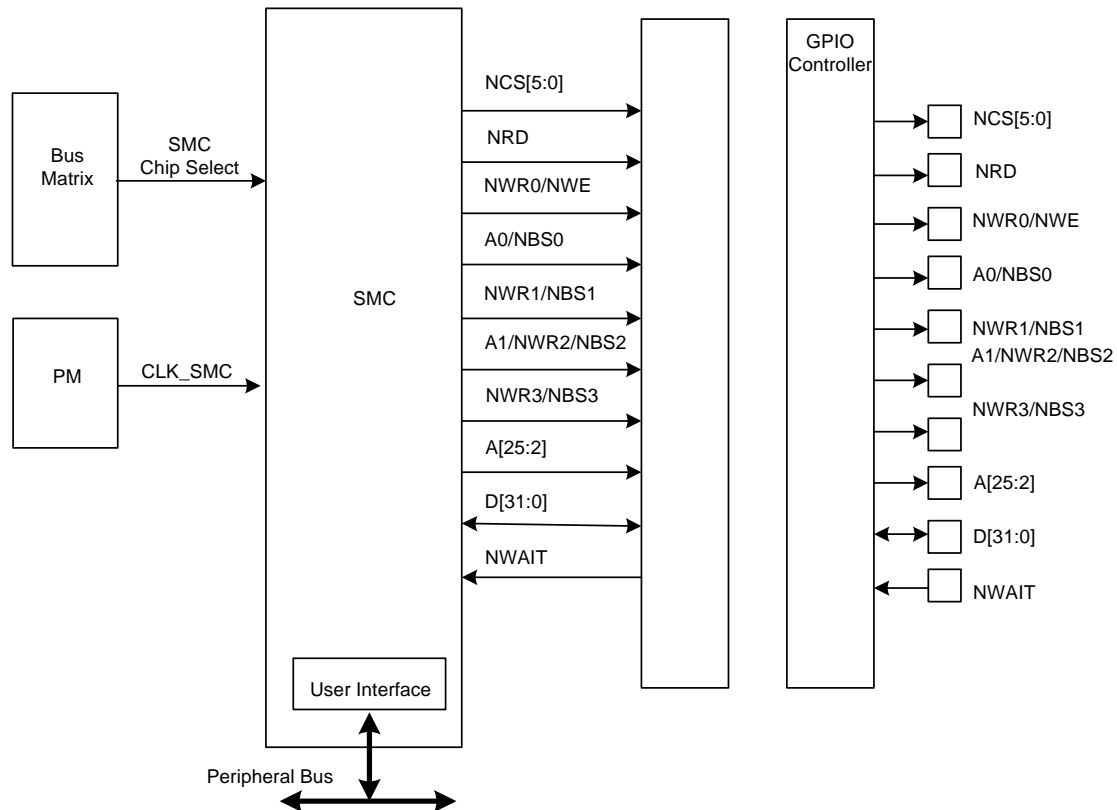 Bus
Matrix
SMC
Chip Select
PM
CLK_SMC
SMC
NCS[5:0]
NRD
NWR0/NWE
A0/NBS0
NWR1/NBS1
A1/NWR2/NBS2
NWR3/NBS3
A[25:2]
D[31:0]
NWAIT
User Interface
Peripheral Bus
GPIO
Controller
NCS[5:0]
NRD
NWR0/NWE
A0/NBS0
NWR1/NBS1
A1/NWR2/NBS2
NWR3/NBS3
A[25:2]
D[31:0]
NWAIT